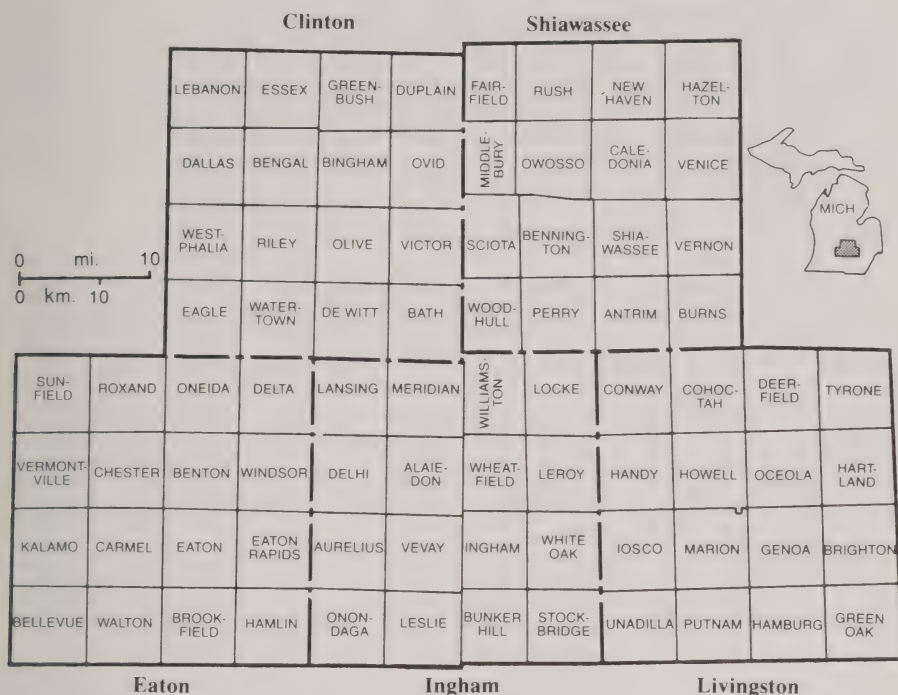 Clinton Shiawassee
LEBANON ESSEX GREEN-
BUSH DUPLAIN FAIR-
FIELD RUSH NEW
HAVEN HAZEL-
TON
DALLAS BENGAL BINGHAM OVID MIDDLE-
BURY OWOSSO CALE-
DONIA VENICE
MICH
WEST-
PHALIA RILEY OLIVE VICTOR SCIOTA BENNING-
TON SHIA-
WASSEE VERNON
0 mi. 10
0 km. 10
EAGLE WATER-
TOWN DE WITT BATH WOOD-
HULL PERRY ANTRIM BURNS
SUN-
FIELD ROXAND ONEIDA DELTA LANSING MERIDIAN WILLIAMS-
TON LOCKE CONWAY COHOC-
TAH DEER-
FIELD TYRONE
VERMONT-
VILLE CHESTER BENTON WINDSOR DELHI ALAIE-
DON WHEAT-
FIELD LEROY HANDY HOWELL OCEOLA HART-
LAND
KALAMO CARMEL EATON EATON
RAPIDS AURELIUS VEVAY INGHAM WHITE
OAK IOSCO MARION GENOA BRIGHTON
BELLEVUE WALTON BROOK-
FIELD HAMLIN ONON-
DAGA LESLIE BUNKER
HILL STOCK-
BRIDGE UNADILLA PUTNAM HAMBURG GREEN
OAK
Eaton Ingham Livingston